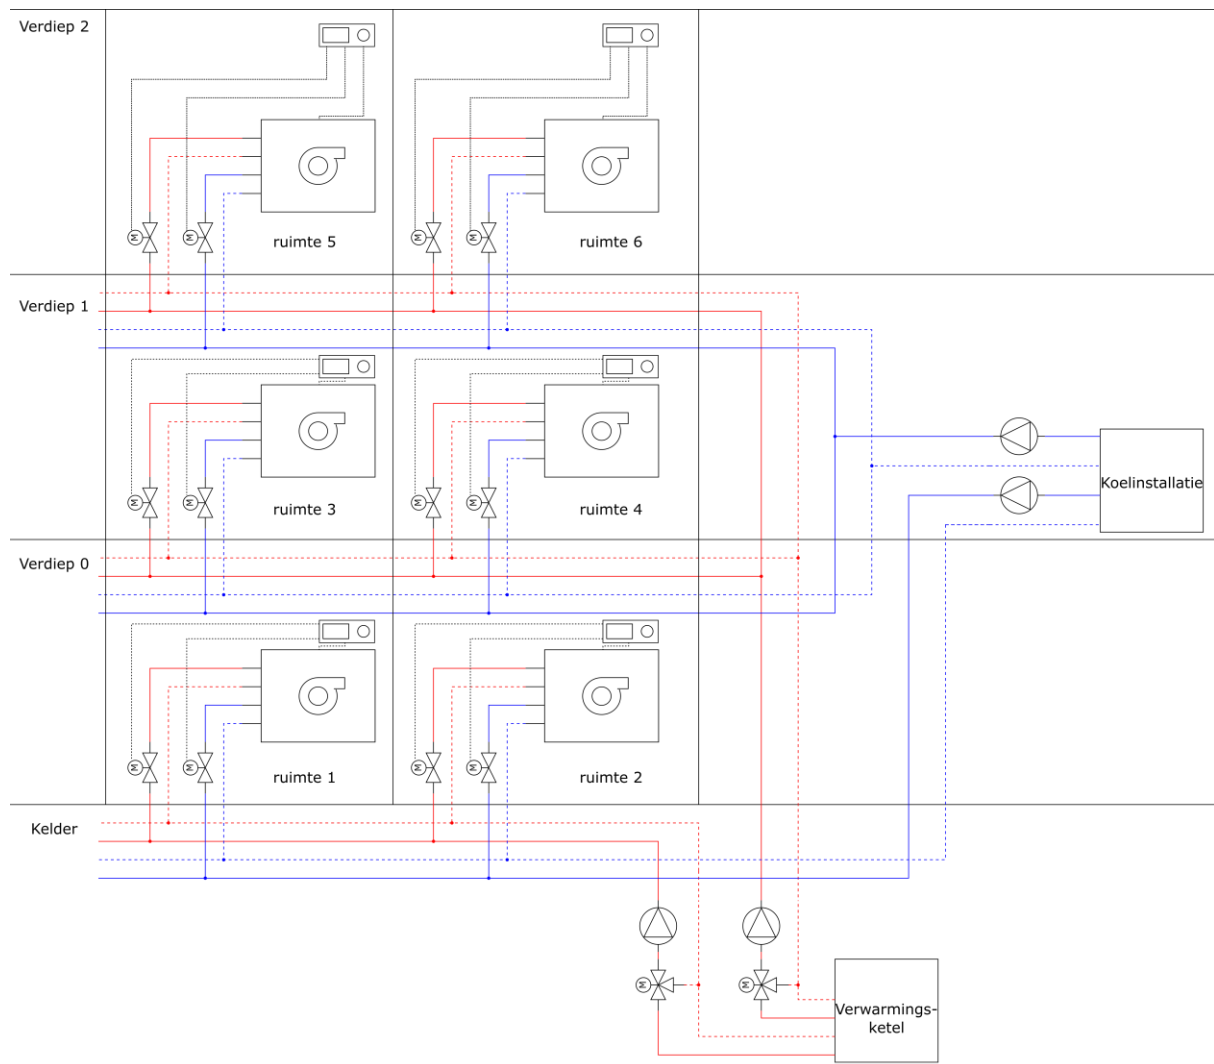 Verdiep 2
ruimte 5
ruimte 6
M
M
M
M
Verdiep 1
ruimte 3
ruimte 4
M
M
M
M
Koelinstallatie
Verdiep 0
ruimte 1
ruimte 2
M
M
M
M
Kelder
M
M
Verwarmings-
ketel